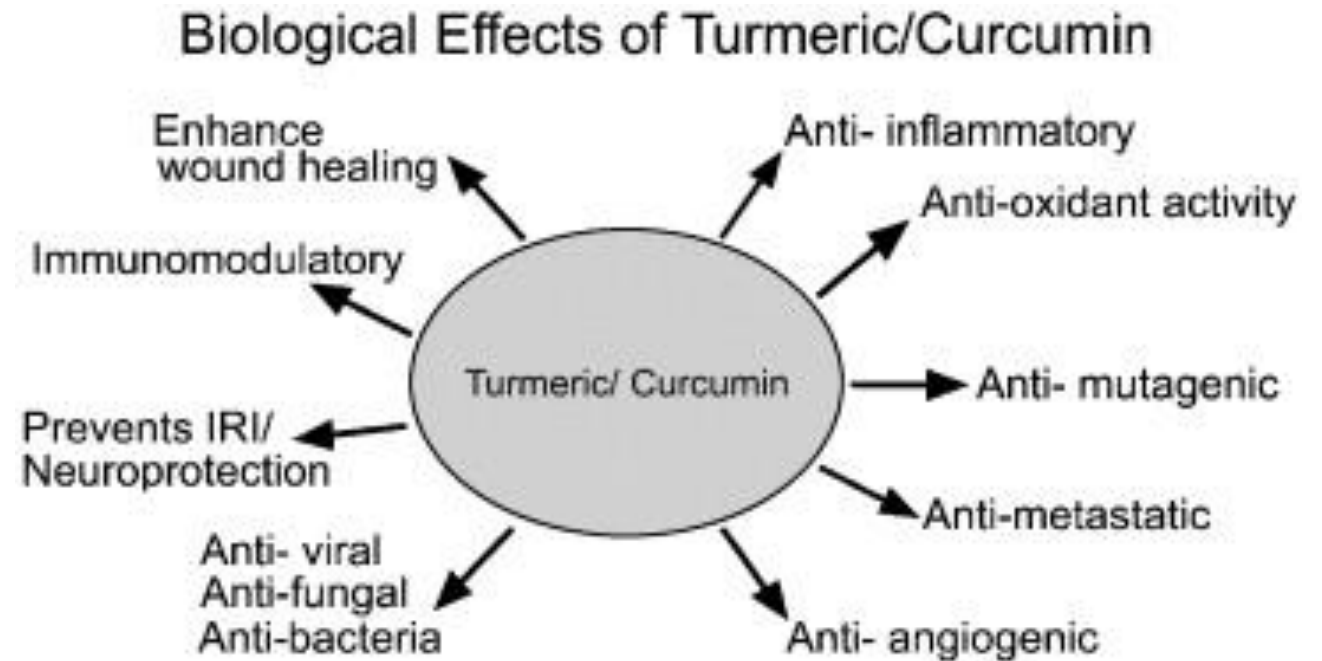 Biological Effects of Turmeric/Curcumin
Enhance
wound healing
Anti- inflammatory
Anti-oxidant activity
Immunomodulatory
Turmeric/ Curcumin
Anti- mutagenic
Prevents IRI/
Neuroprotection
Anti-metastatic
Anti- viral
Anti-fungal
Anti-bacteria
Anti- angiogenic